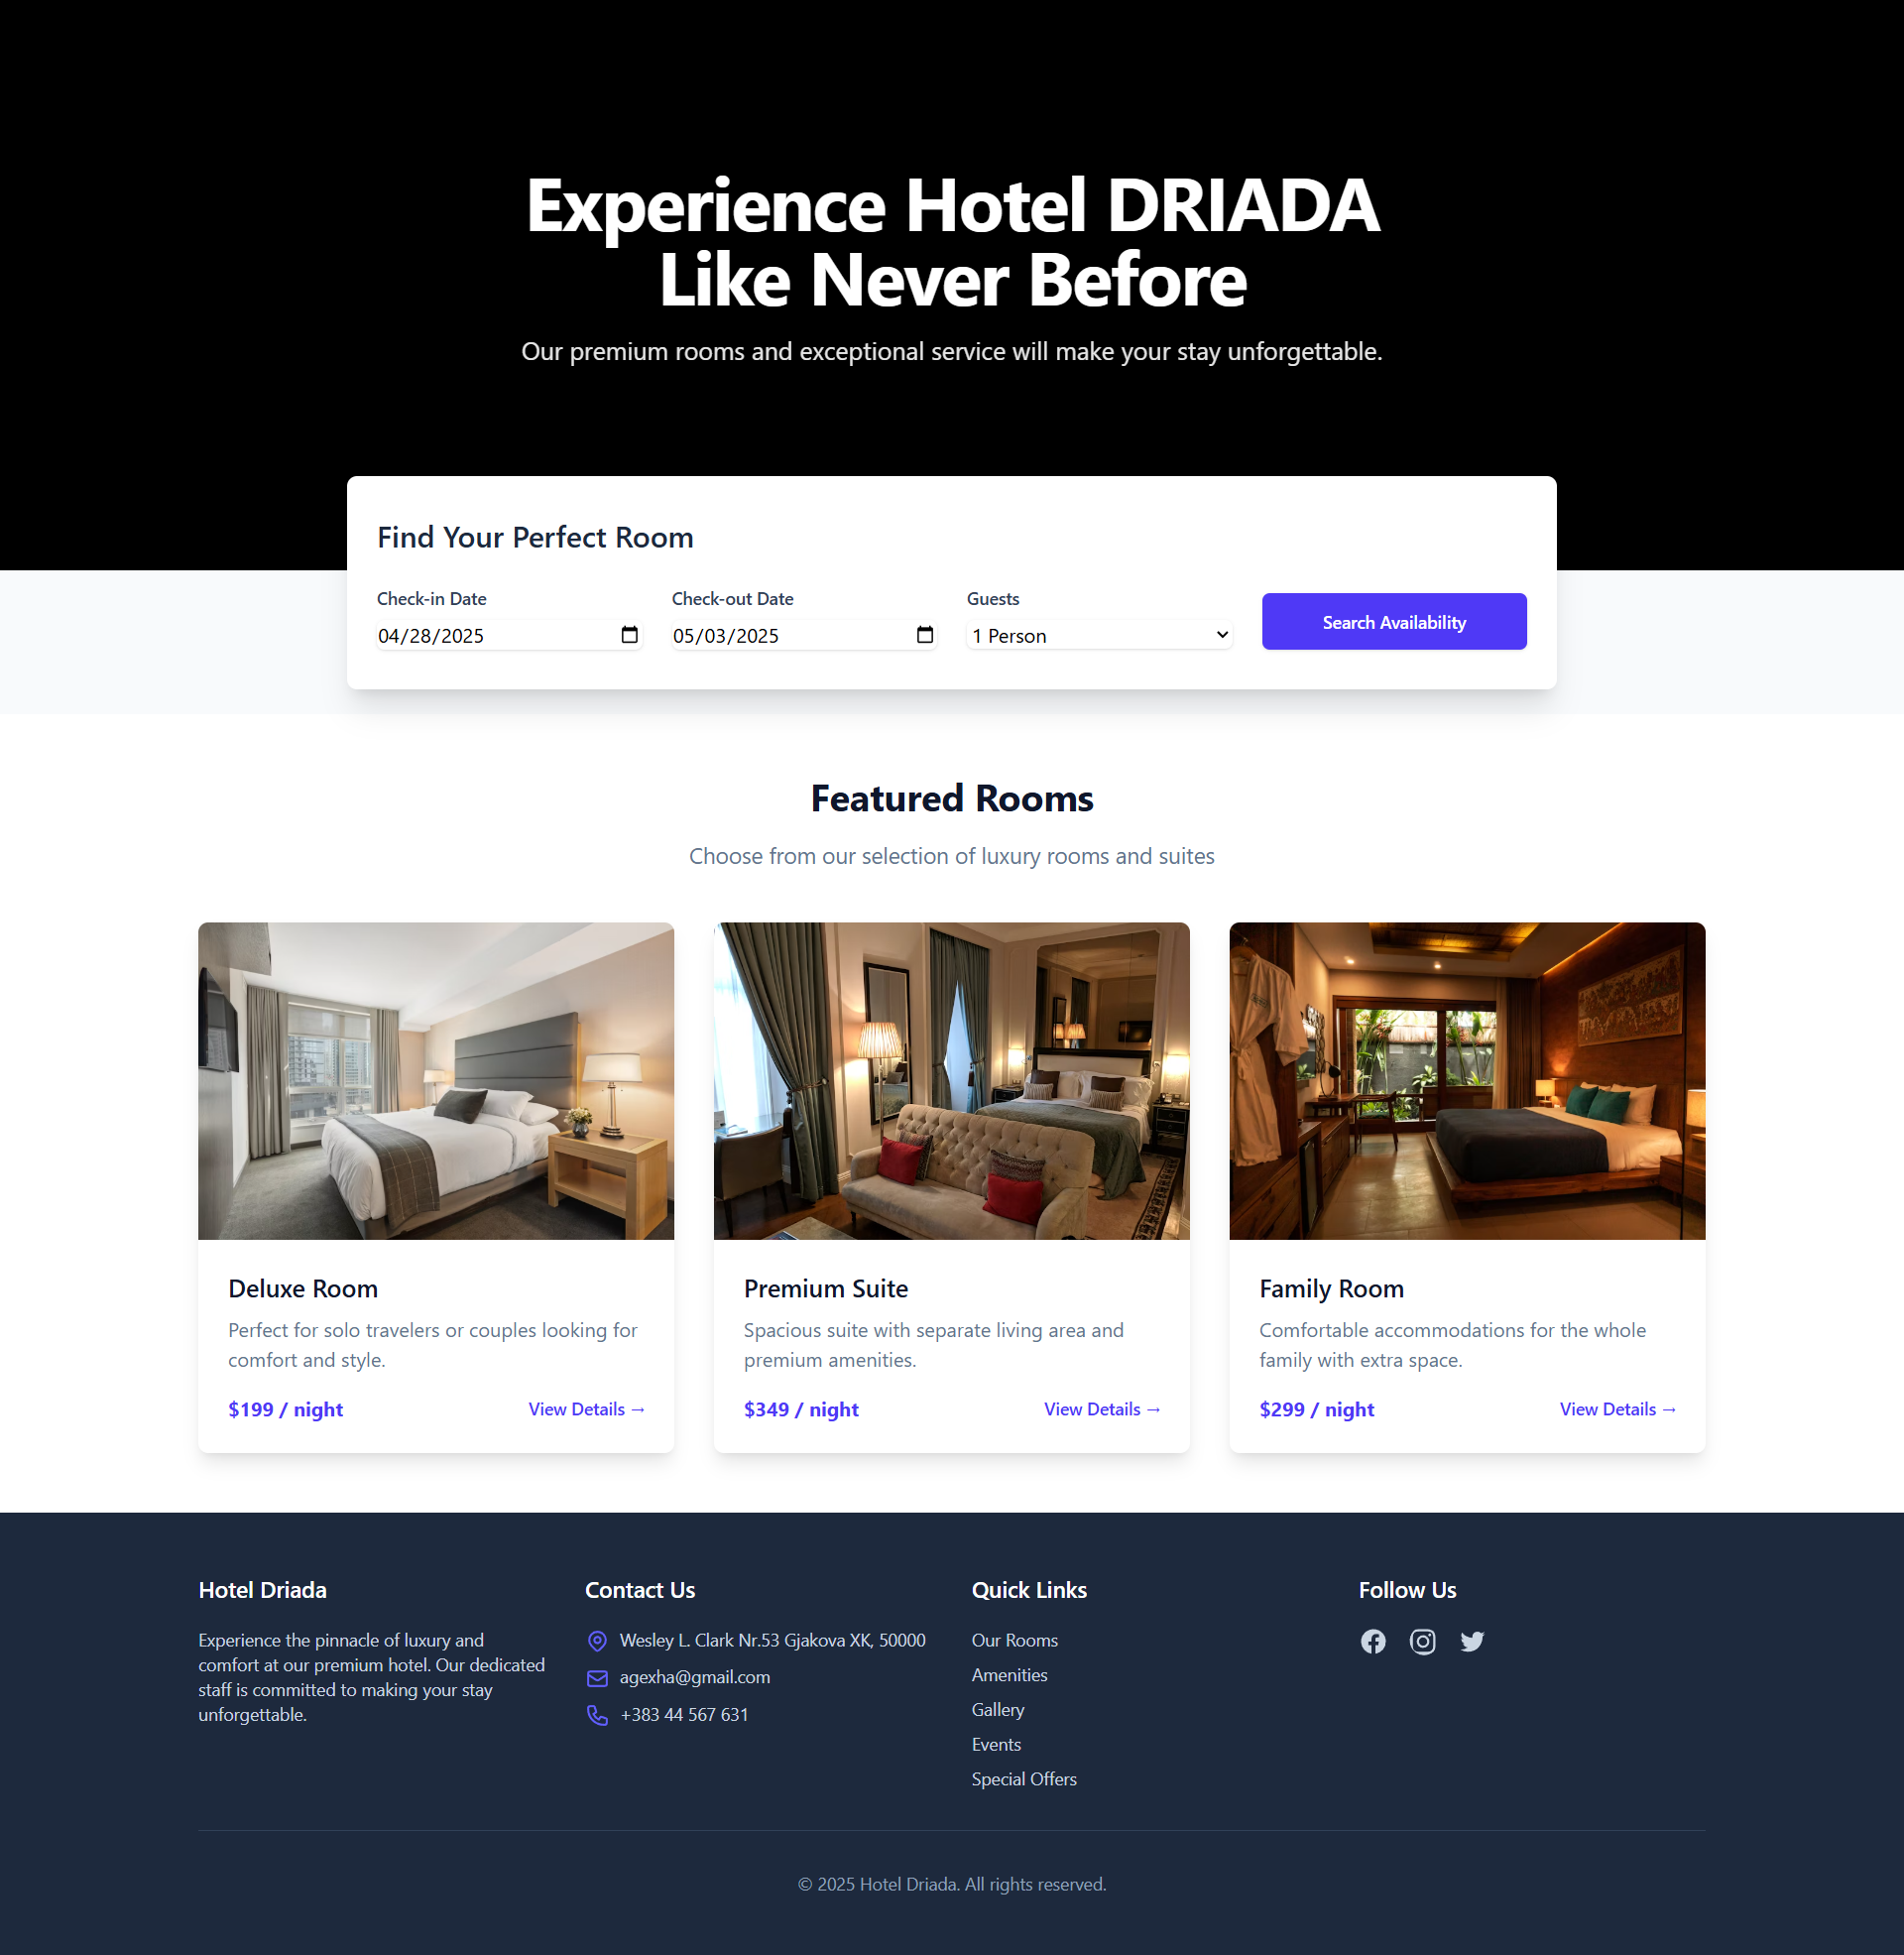 Experience Hotel DRIADA
Like Never Before
Our premium rooms and exceptional service will make your stay unforgettable.
Find Your Perfect Room
Check-in Date
04/28/2025
Check-out Date
05/03/2025
Guests
1 Person
Search Availability
Featured Rooms
Choose from our selection of luxury rooms and suites
Deluxe Room
Perfect for solo travelers or couples looking for
comfort and style.
$199 / night
View Details →
Premium Suite
Spacious suite with separate living area and
premium amenities.
$349 / night
View Details →
Family Room
Comfortable accommodations for the whole
family with extra space.
$299 / night
View Details →
Hotel Driada
Experience the pinnacle of luxury and
comfort at our premium hotel. Our dedicated
staff is committed to making your stay
unforgettable.
Contact Us
Wesley L. Clark Nr.53 Gjakova XK, 50000
agexha@gmail.com
+383 44 567 631
Quick Links
Our Rooms
Amenities
Gallery
Events
Special Offers
Follow Us
© 2025 Hotel Driada. All rights reserved.